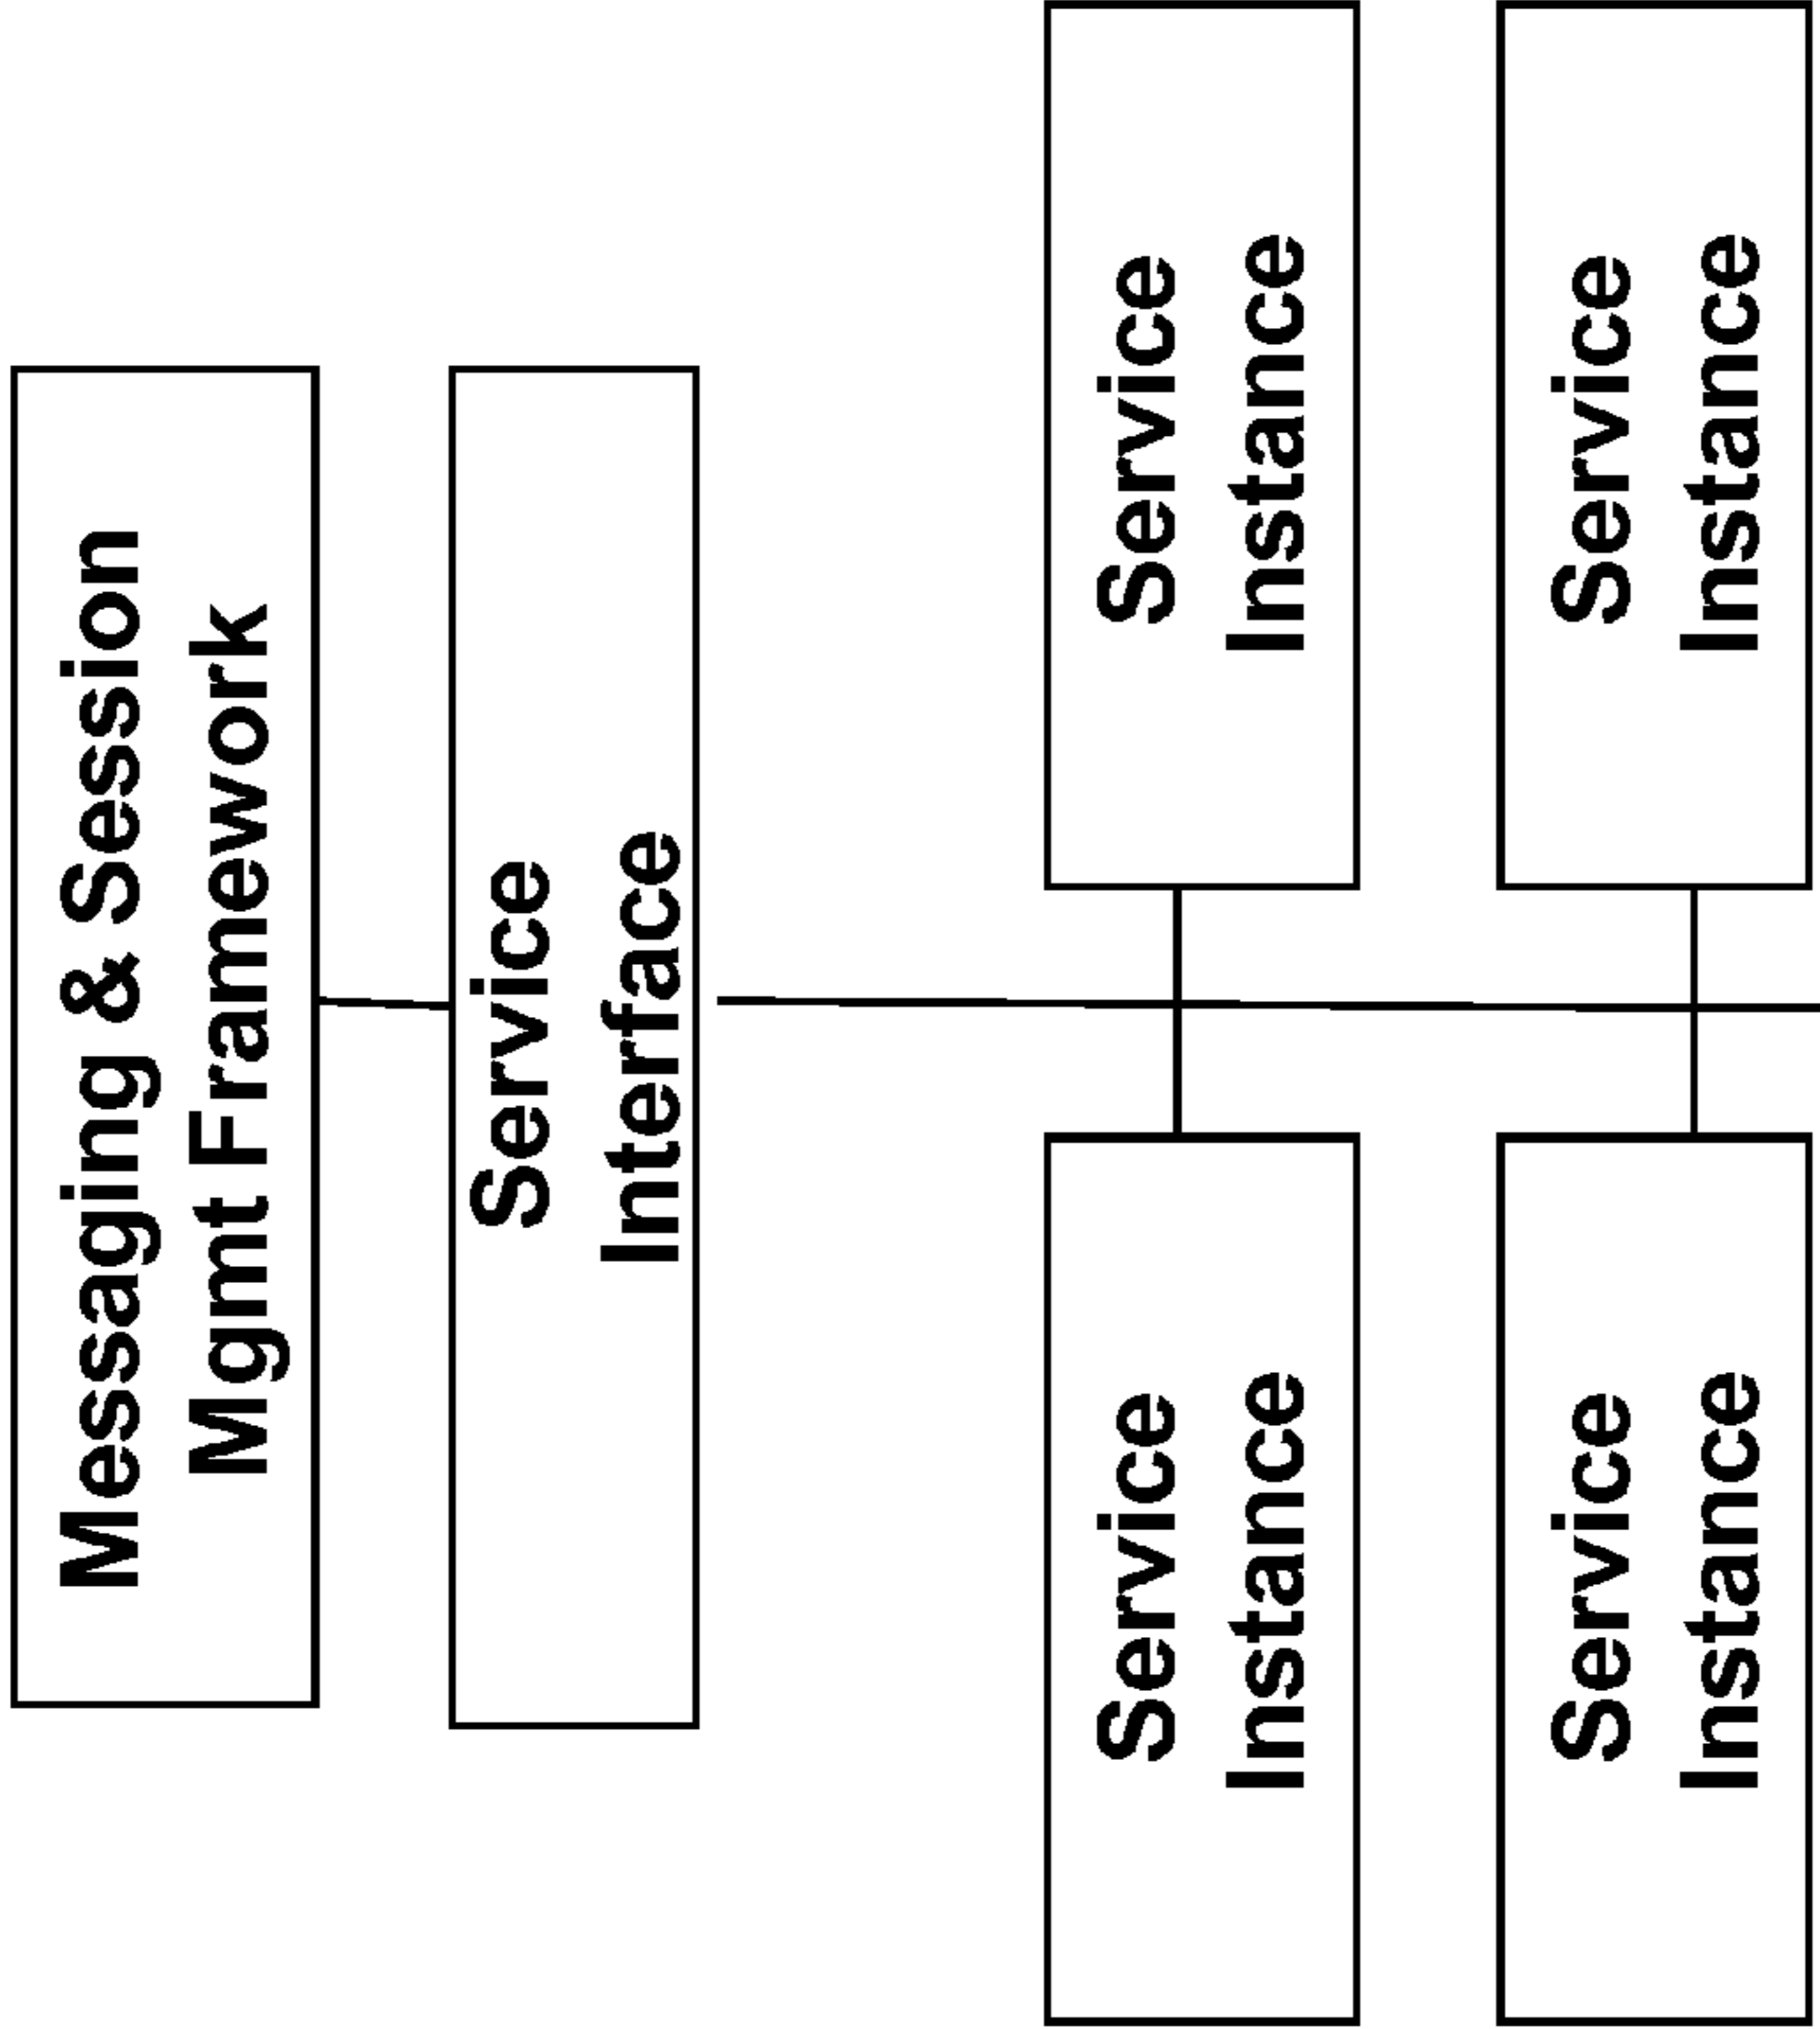 Messaging & Session
Mgmt Framework
Service
Interface
Service
Instance
Service
Instance
Service
Instance
Service
Instance